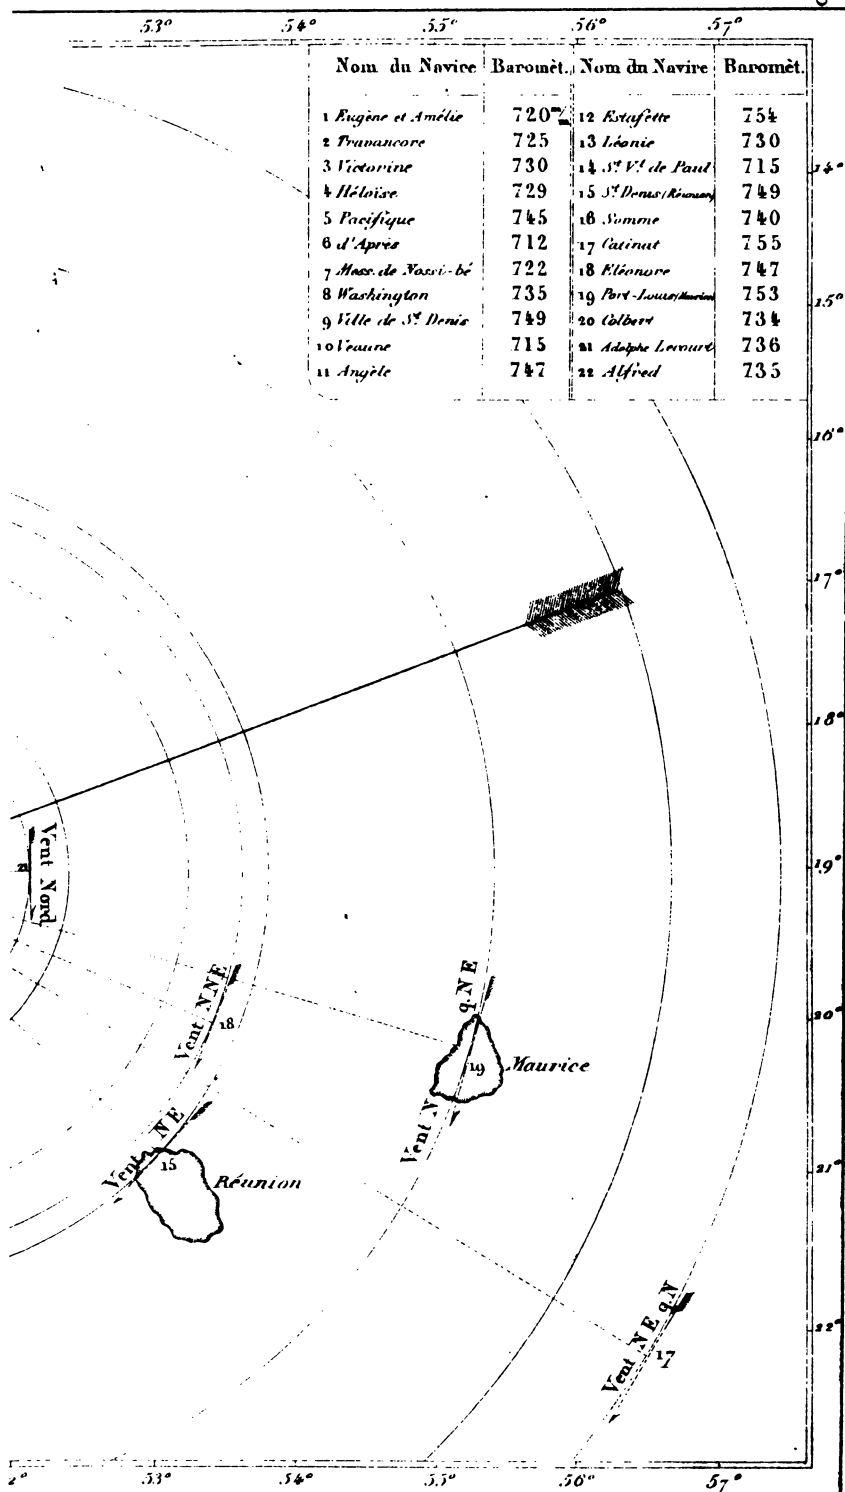 53° 54° 55° 56° 57°
Nom du Navire Baromèt. Nom du Navire Baromèt.
1 Eugène et Amélie 720 12 Estafette 754
2 Travancore 725 13 Léonie 730
3 Victorine 730 14 St. Vt. de Paul 715
4 Héloïse 729 15 St. Denis (Réunion) 749
5 Pacifique 745 16 Somme 740
6 d'Après 712 17 Catinat 755
7 Mess. de Nossi-bé 722 18 Eléonore 747
8 Washington 735 19 Port-Louis (Maurice) 753
9 Ville de St. Denis 749 20 Colbert 734
10 Veaune 715 21 Adolphe Lecourt 736
11 Angèle 747 22 Alfred 735
14°
15°
16°
17°
18°
19°
20°
21°
22°
21 Vent Nord
Vent NNE
18
Vent N q. NE
19 Maurice
Vent NE
15 Réunion
Vent NE q. N
17
2° 53° 54° 55° 56° 57°